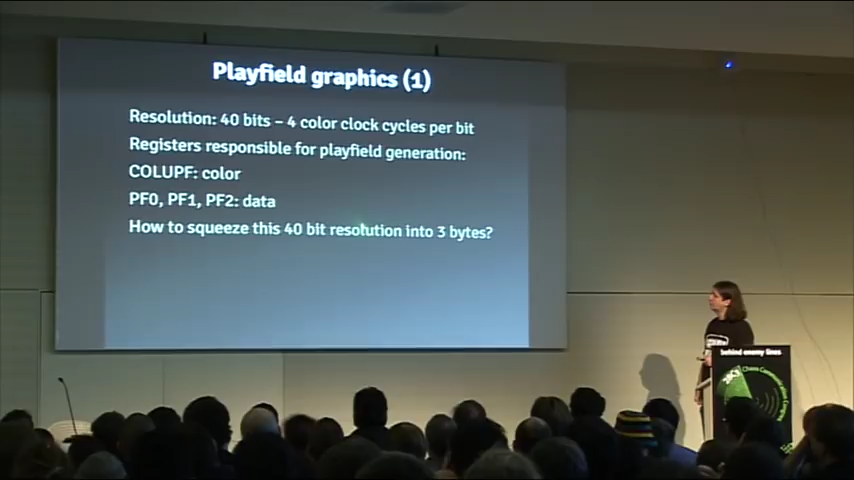 Playfield graphics (1)
Resolution: 40 bits – 4 color clock cycles per bit
Registers responsible for playfield generation:
COLUPF: color
PF0, PF1, PF2: data
How to squeeze this 40 bit resolution into 3 bytes?
behind enemy lines